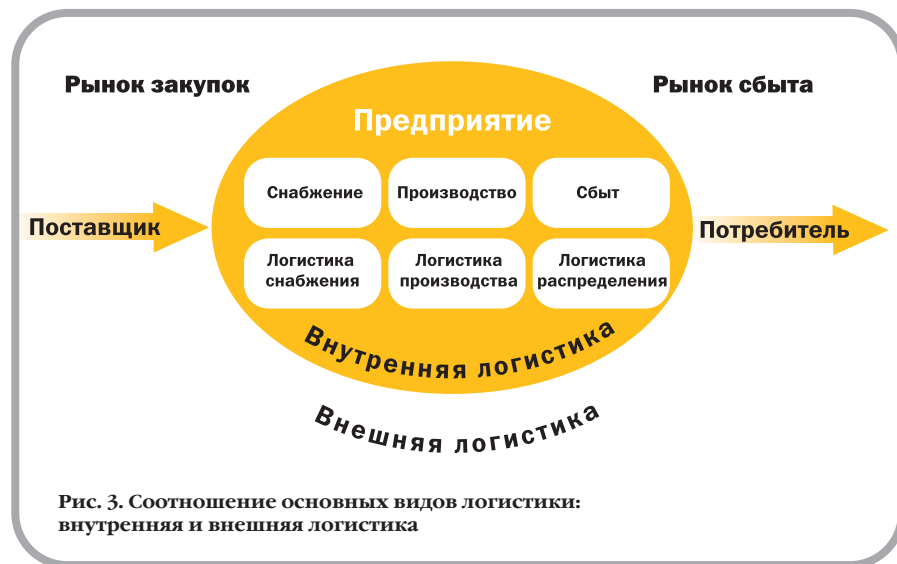 Рынок закупок
Рынок сбыта
Предприятие
Снабжение
Производство
Сбыт
Поставщик
Потребитель
Логистика
снабжения
Логистика
производства
Логистика
распределения
Внутренняя логистика
Внешняя логистика
Рис. 3. Соотношение основных видов логистики:
внутренняя и внешняя логистика